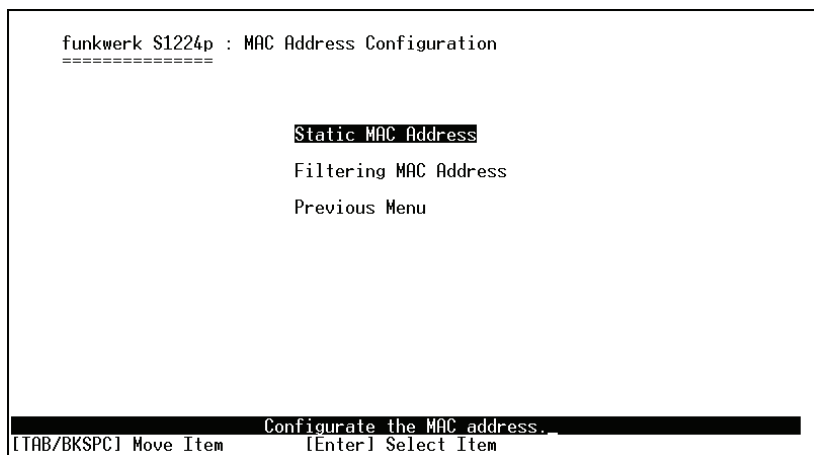 funkwerk S1224p : MAC Address Configuration
===============
Static MAC Address
Filtering MAC Address
Previous Menu
Configurate the MAC address._
[TAB/BKSPC] Move Item [Enter] Select Item